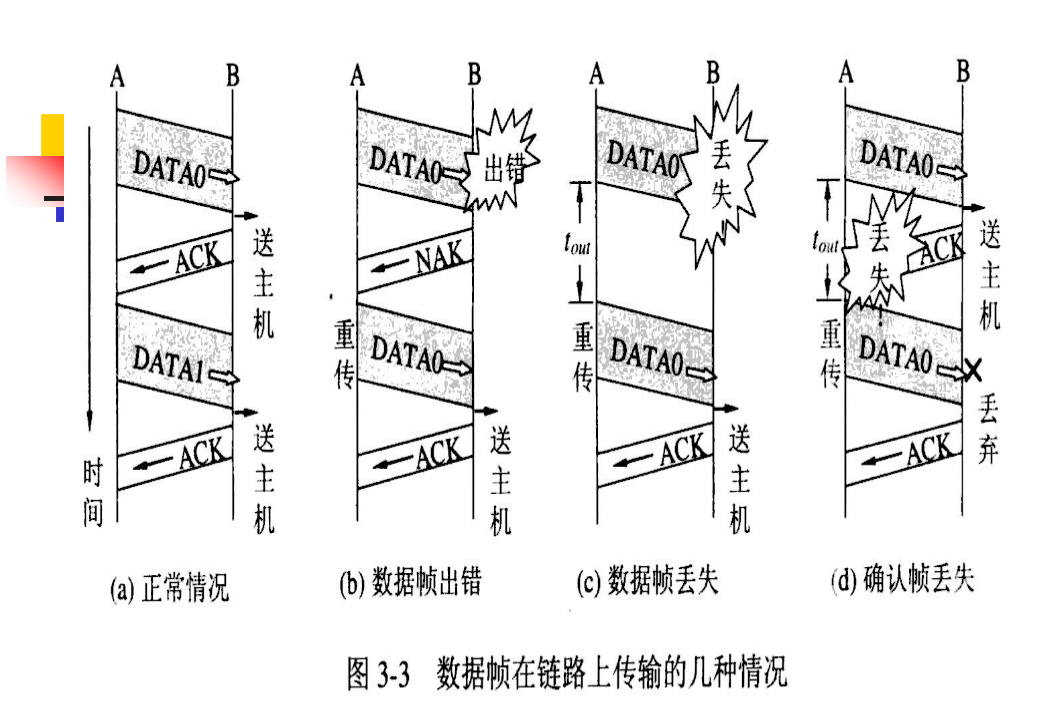 A B
DATA0
送主机
ACK
DATA1
送主机
ACK
时间
(a) 正常情况
A B
DATA0
出错
NAK
重传
DATA0
送主机
ACK
(b) 数据帧出错
A B
DATA0
丢失
tout
重传
DATA0
送主机
ACK
(c) 数据帧丢失
A B
DATA0
tout
丢失!
ACK
送主机
重传
DATA0
丢弃
ACK
(d) 确认帧丢失
图 3-3 数据帧在链路上传输的几种情况